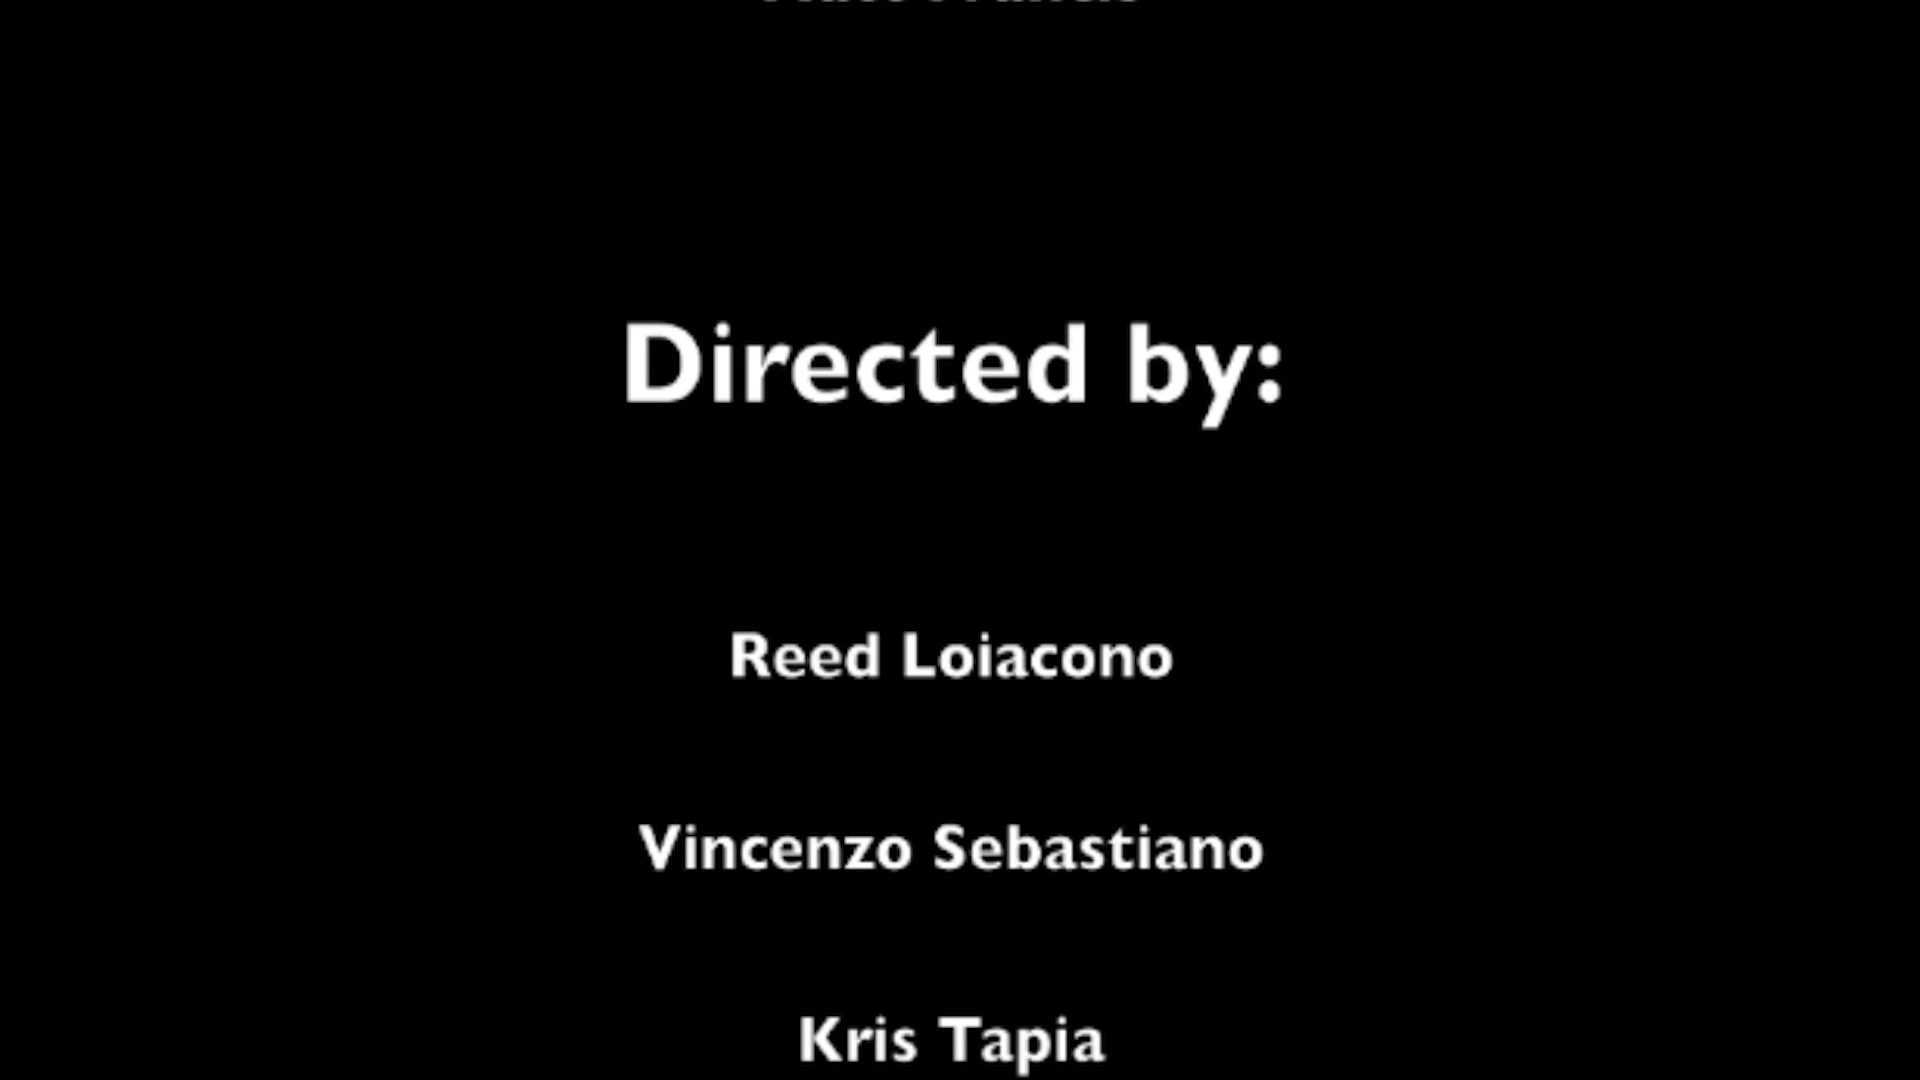 Directed by:
Reed Loiacono
Vincenzo Sebastiano
Kris Tapia